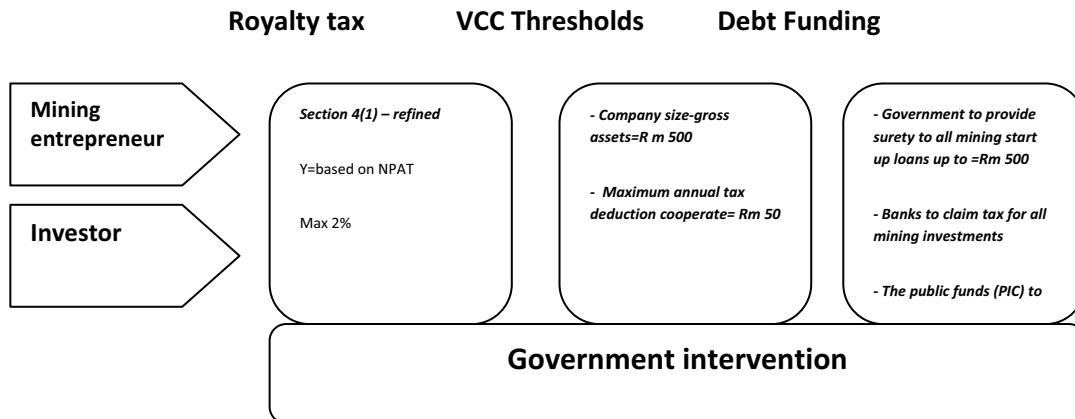 Royalty tax VCC Thresholds Debt Funding
Mining
entrepreneur
Investor
Section 4(1) – refined
Y=based on NPAT
Max 2%
- Company size-gross
assets=R m 500
- Maximum annual tax
deduction cooperate= Rm 50
- Government to provide
surety to all mining start
up loans up to =Rm 500
- Banks to claim tax for all
mining investments
- The public funds (PIC) to
Government intervention